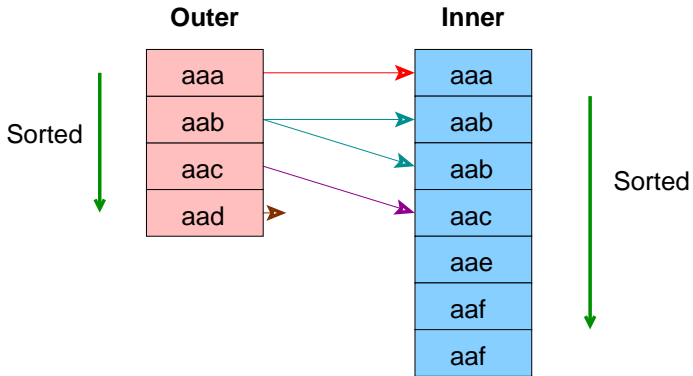 Outer Inner
aaa aaa
aab aab
Sorted
aac aab
Sorted
aad aac
aae
aaf
aaf